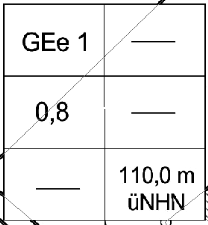 GEe 1 —
0,8 —
— 110,0 m
üNHN